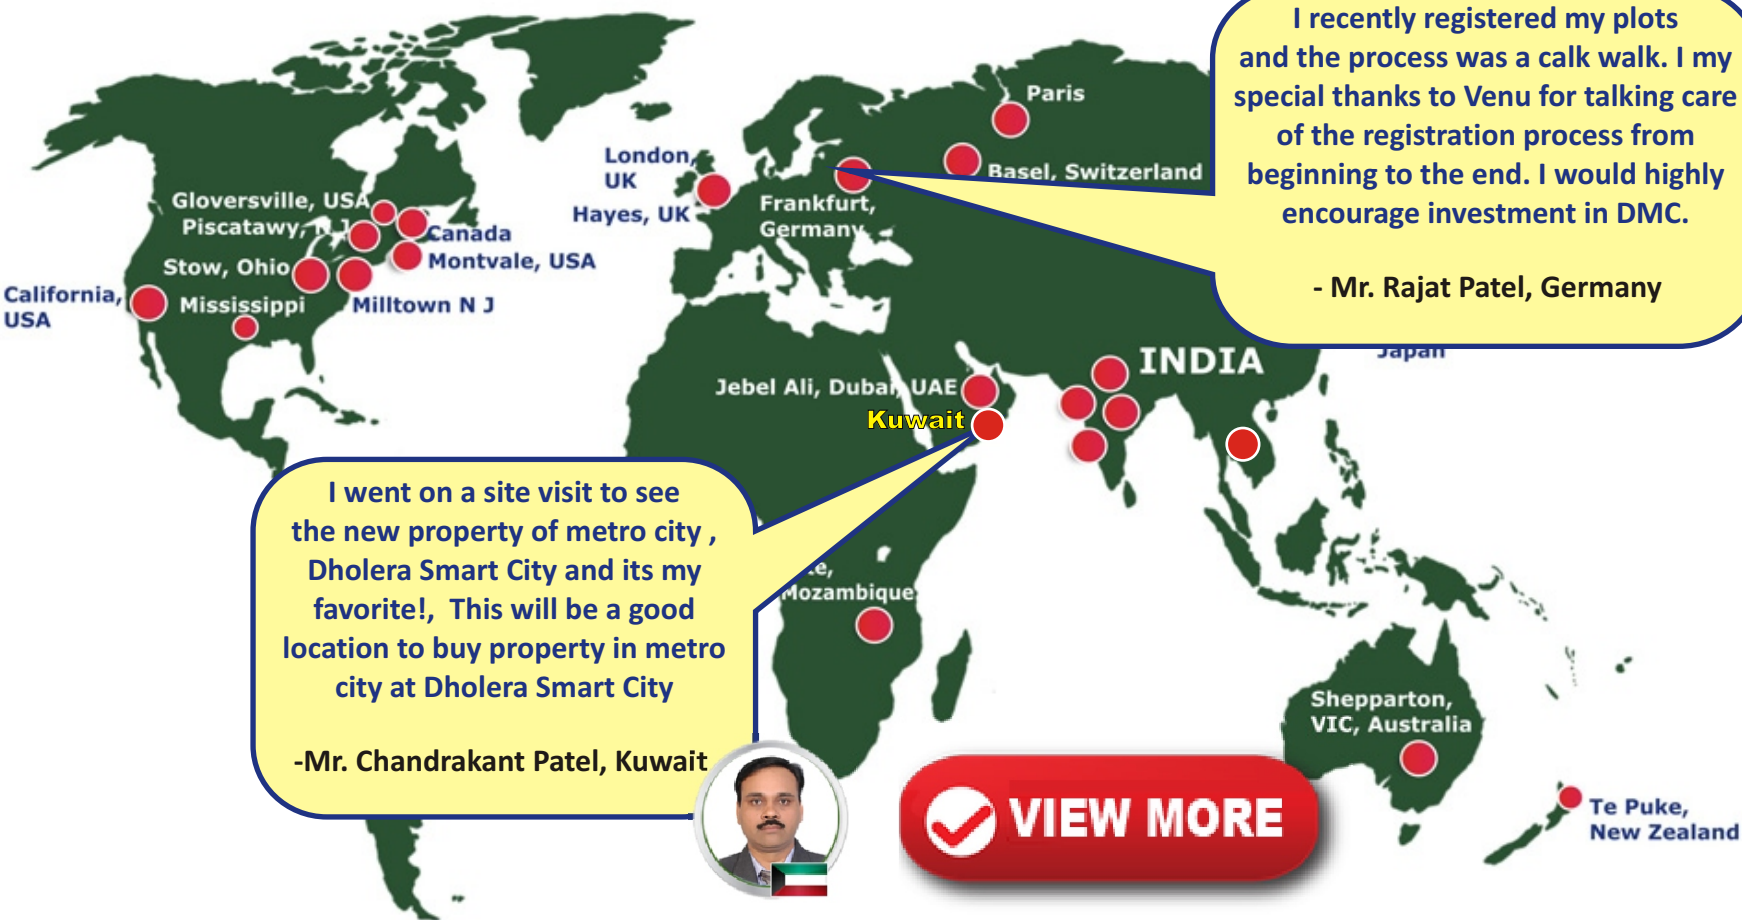 I recently registered my plots
and the process was a calk walk. I my
special thanks to Venu for talking care
of the registration process from
beginning to the end. I would highly
encourage investment in DMC.
- Mr. Rajat Patel, Germany
Paris
Basel, Switzerland
London,
UK
Hayes, UK
Frankfurt,
Germany
Gloversville, USA
Piscatawy, N J
Canada
Montvale, USA
Stow, Ohio
California,
USA
Mississippi
Milltown N J
Japan
INDIA
Jebel Ali, Dubai, UAE
Kuwait
I went on a site visit to see
the new property of metro city ,
Dholera Smart City and its my
favorite!, This will be a good
location to buy property in metro
city at Dholera Smart City
-Mr. Chandrakant Patel, Kuwait
Mozambique
Shepparton,
VIC, Australia
VIEW MORE
Te Puke,
New Zealand